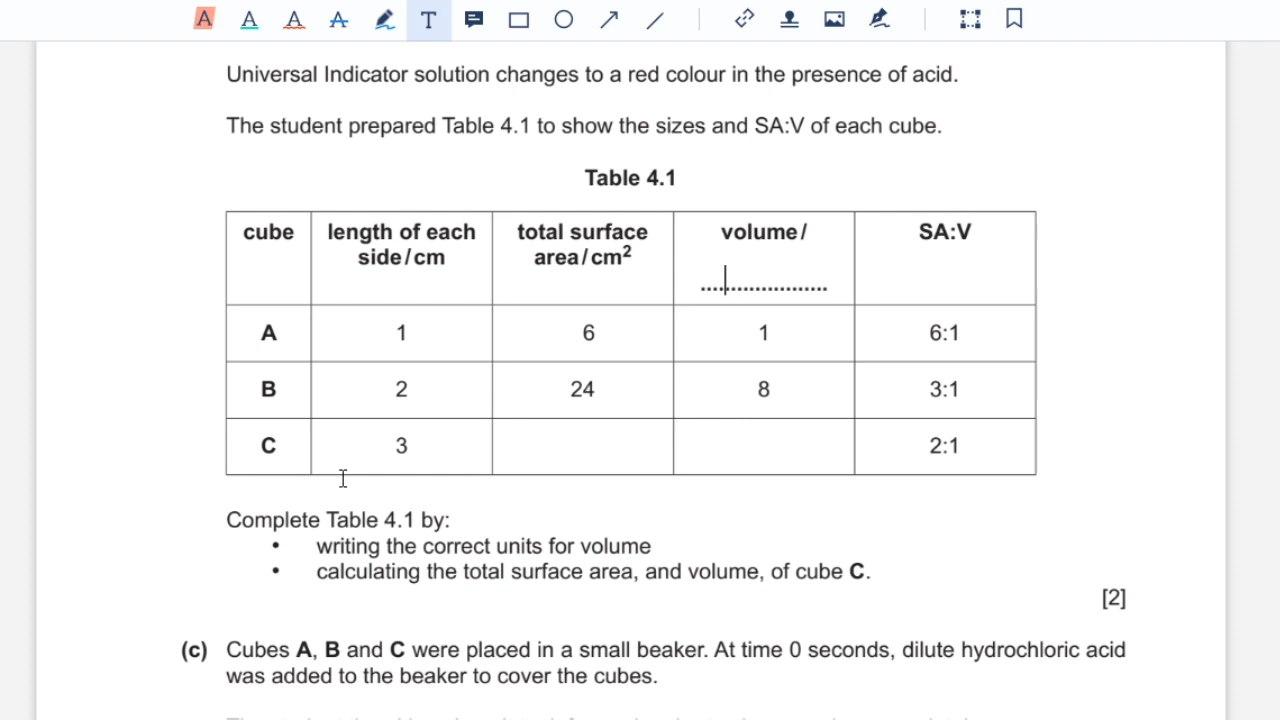 Universal Indicator solution changes to a red colour in the presence of acid.
The student prepared Table 4.1 to show the sizes and SA:V of each cube.
Table 4.1
cube length of each side/cm total surface area/cm² volume/ ...................... SA:V
A 1 6 1 6:1
B 2 24 8 3:1
C 3 2:1
Complete Table 4.1 by:
• writing the correct units for volume
• calculating the total surface area, and volume, of cube C.
[2]
(c) Cubes A, B and C were placed in a small beaker. At time 0 seconds, dilute hydrochloric acid
was added to the beaker to cover the cubes.